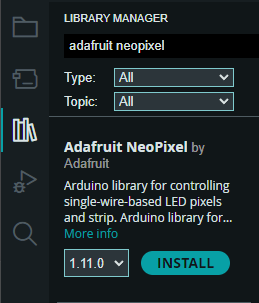 LIBRARY MANAGER
adafruit neopixel
Type: All
Topic: All
Adafruit NeoPixel by
Adafruit
Arduino library for controlling
single-wire-based LED pixels
and strip. Arduino library for...
More info
1.11.0 INSTALL